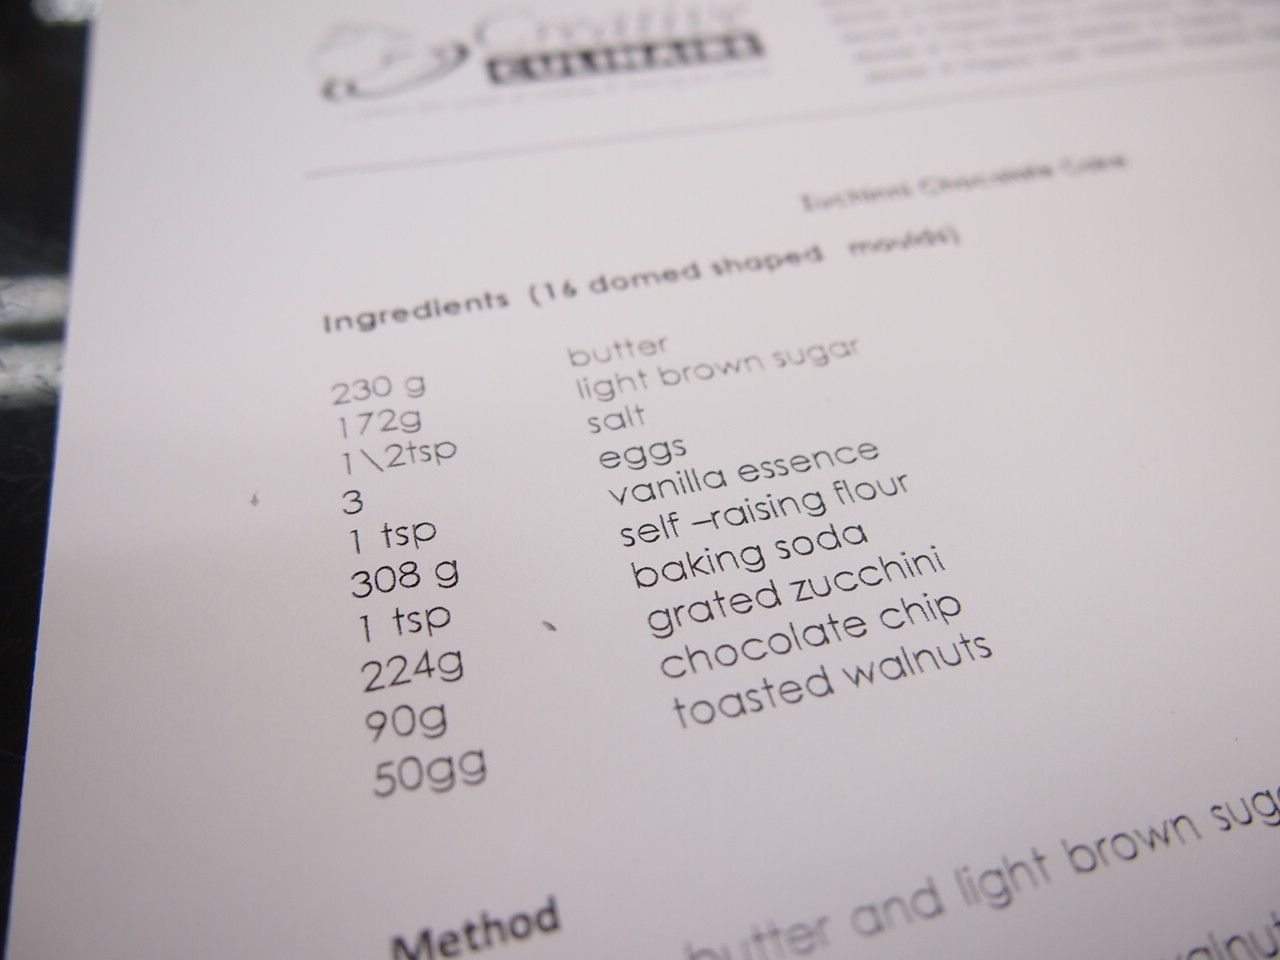 Creative
CULINAIRE
Zucchini Chocolate Cake
Ingredients (16 domed shaped moulds)
230 g butter
172g light brown sugar
1\2tsp salt
3 eggs
1 tsp vanilla essence
308 g self –raising flour
1 tsp baking soda
224g grated zucchini
90g chocolate chip
50gg toasted walnuts
Method
butter and light brown